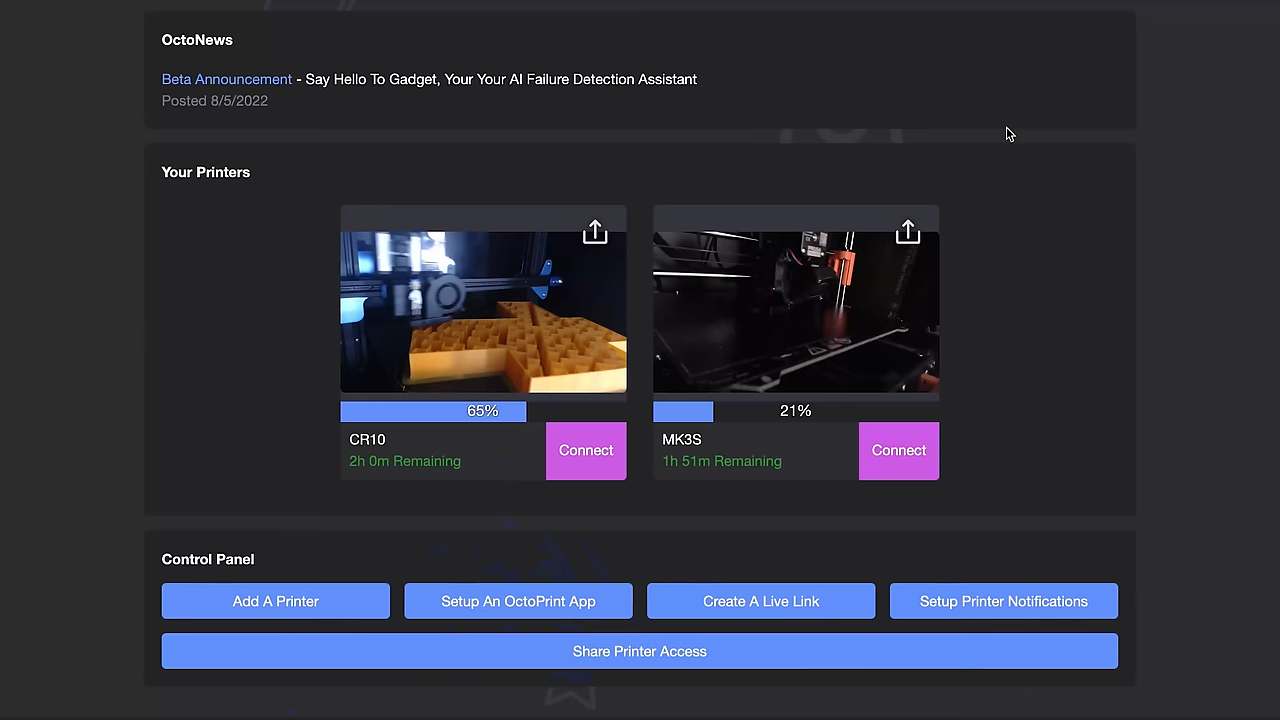 OctoNews
Beta Announcement - Say Hello To Gadget, Your Your AI Failure Detection Assistant
Posted 8/5/2022
Your Printers
65%
CR10
2h 0m Remaining
Connect
21%
MK3S
1h 51m Remaining
Connect
Control Panel
Add A Printer
Setup An OctoPrint App
Create A Live Link
Setup Printer Notifications
Share Printer Access